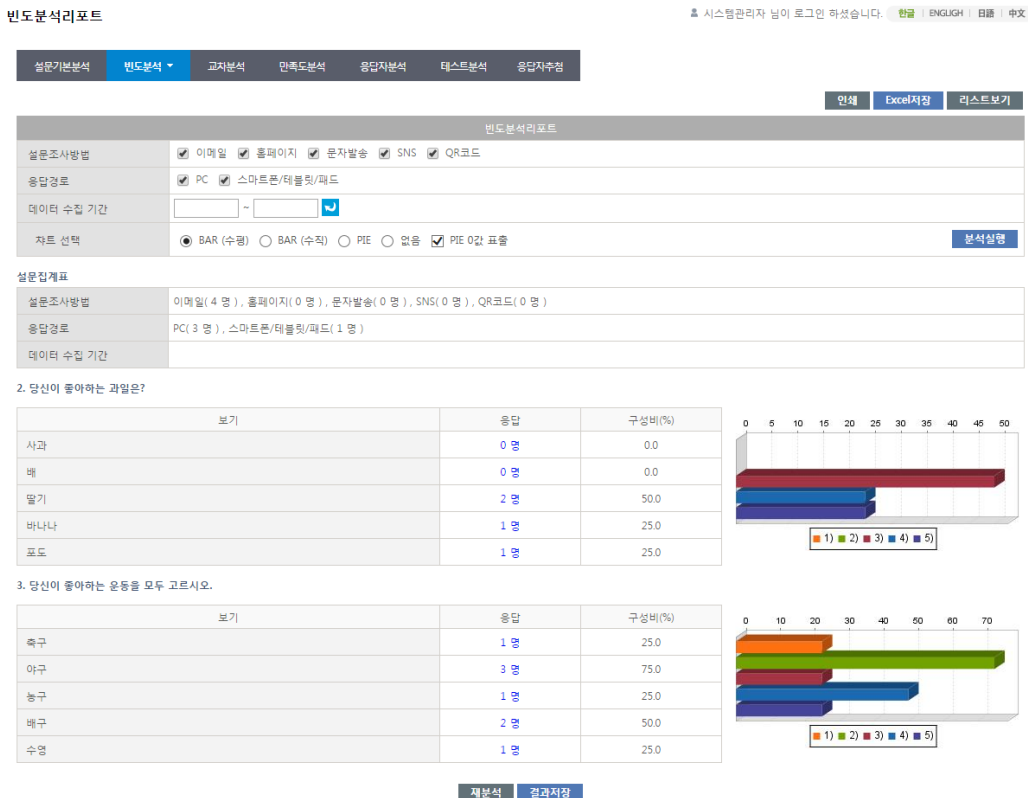 빈도분석리포트
시스템관리자 님이 로그인 하셨습니다. 한글 ENGLIGH 日語 中文
설문기본분석 빈도분석 교차분석 만족도분석 응답자분석 테스트분석 응답자추첨
인쇄 Excel저장 리스트보기
빈도분석리포트
설문조사방법 이메일 홈페이지 문자발송 SNS QR코드
응답경로 PC 스마트폰/테블릿/패드
데이터 수집 기간 ~
챠트 선택 BAR (수평) BAR (수직) PIE 없음 PIE 0값 표출 분석실행
설문집계표
설문조사방법 이메일( 4 명 ) , 홈페이지( 0 명 ) , 문자발송( 0 명 ) , SNS( 0 명 ) , QR코드( 0 명 )
응답경로 PC( 3 명 ) , 스마트폰/테블릿/패드( 1 명 )
데이터 수집 기간
2. 당신이 좋아하는 과일은?
보기 응답 구성비(%)
사과 0 명 0.0
배 0 명 0.0
딸기 2 명 50.0
바나나 1 명 25.0
포도 1 명 25.0
0 5 10 15 20 25 30 35 40 45 50
1) 2) 3) 4) 5)
3. 당신이 좋아하는 운동을 모두 고르시오.
보기 응답 구성비(%)
축구 1 명 25.0
야구 3 명 75.0
농구 1 명 25.0
배구 2 명 50.0
수영 1 명 25.0
0 10 20 30 40 50 60 70
1) 2) 3) 4) 5)
재분석 결과저장